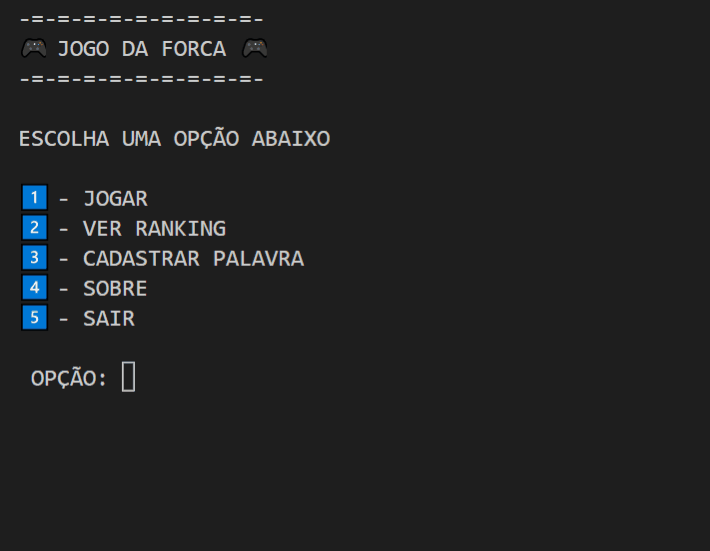 -=-=-=-=-=-=-=-=-=-
🎮 JOGO DA FORCA 🎮
-=-=-=-=-=-=-=-=-=-
ESCOLHA UMA OPÇÃO ABAIXO
1️⃣ - JOGAR
2️⃣ - VER RANKING
3️⃣ - CADASTRAR PALAVRA
4️⃣ - SOBRE
5️⃣ - SAIR
OPÇÃO: